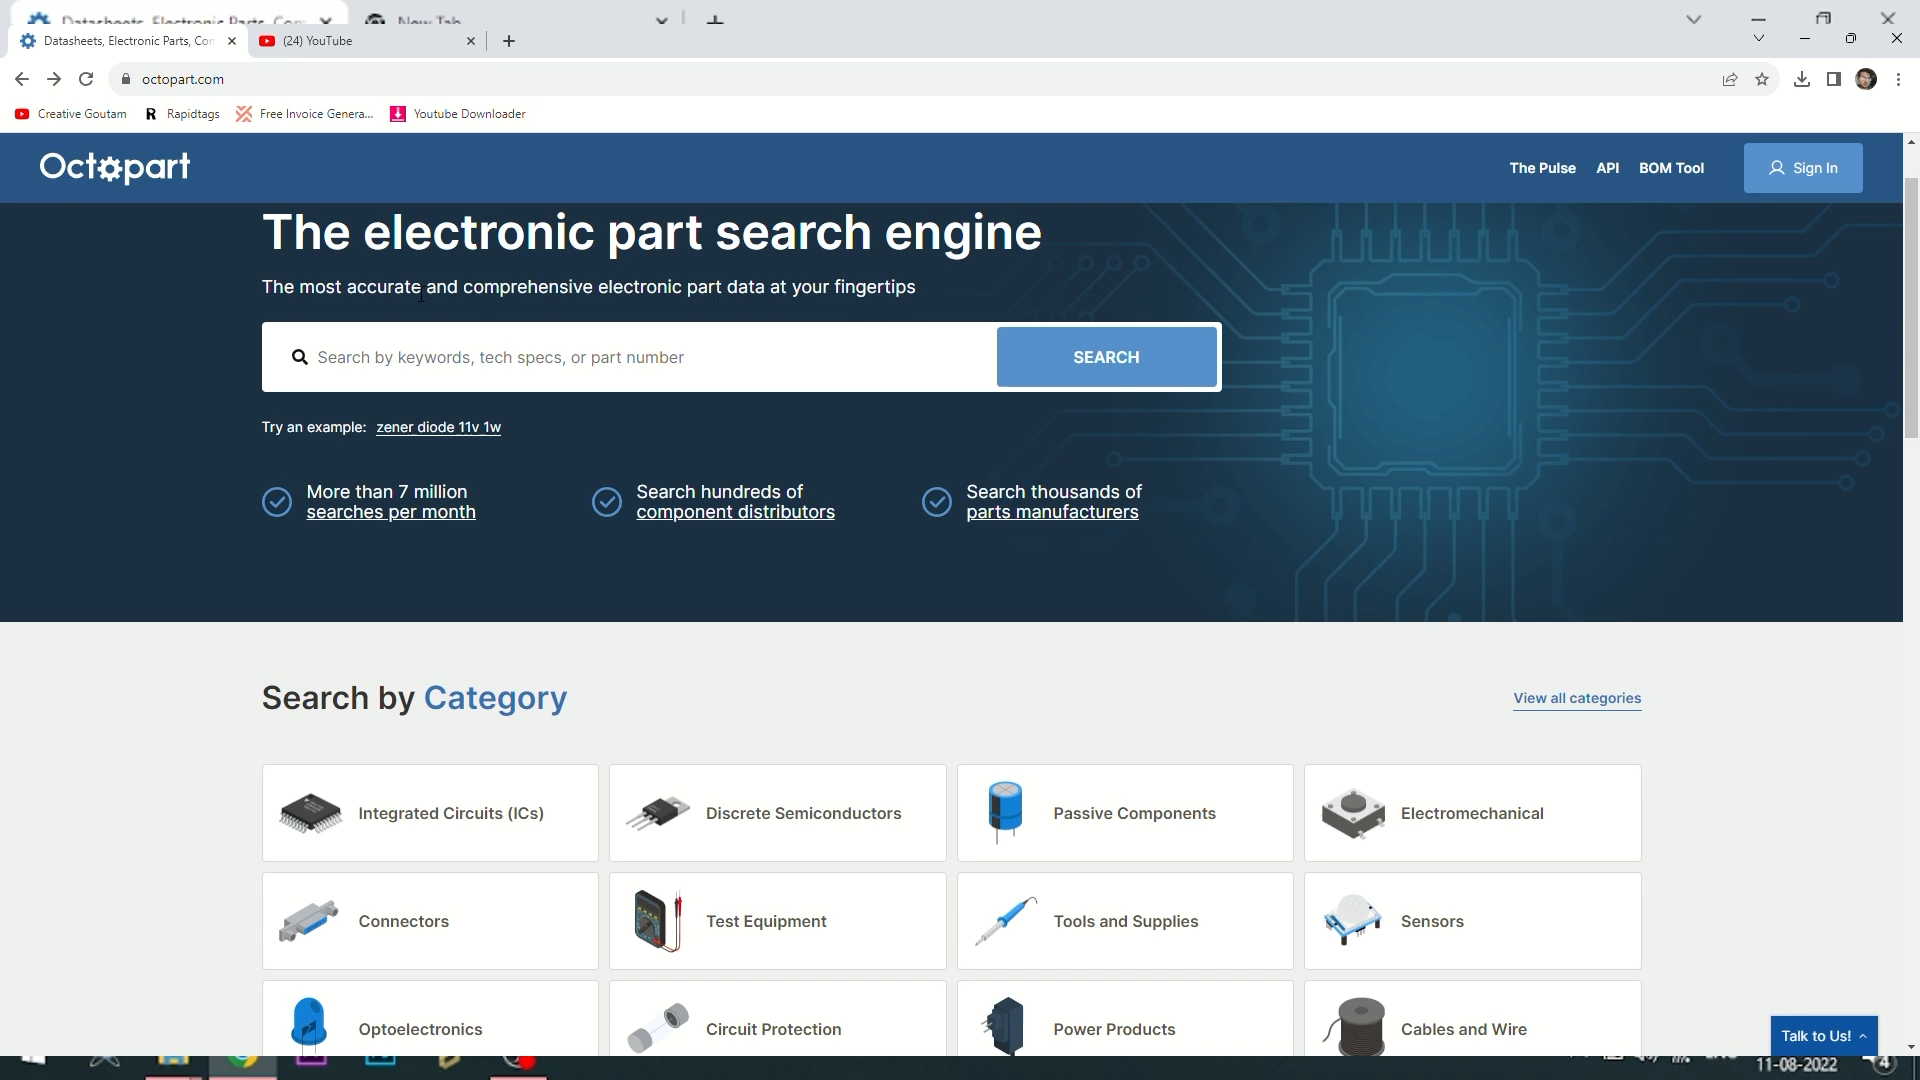 Datasheets, Electronic Parts, Com
New Tab
Datasheets, Electronic Parts, Con
(24) YouTube
octopart.com
Creative Goutam
Rapidtags
Free Invoice Genera...
Youtube Downloader
Octopart
The Pulse
API
BOM Tool
Sign In
The electronic part search engine
The most accurate and comprehensive electronic part data at your fingertips
Search by keywords, tech specs, or part number
SEARCH
Try an example: zener diode 11v 1w
More than 7 million
searches per month
Search hundreds of
component distributors
Search thousands of
parts manufacturers
Search by Category
View all categories
Integrated Circuits (ICs)
Discrete Semiconductors
Passive Components
Electromechanical
Connectors
Test Equipment
Tools and Supplies
Sensors
Optoelectronics
Circuit Protection
Power Products
Cables and Wire
Talk to Us!
11-08-2022
4